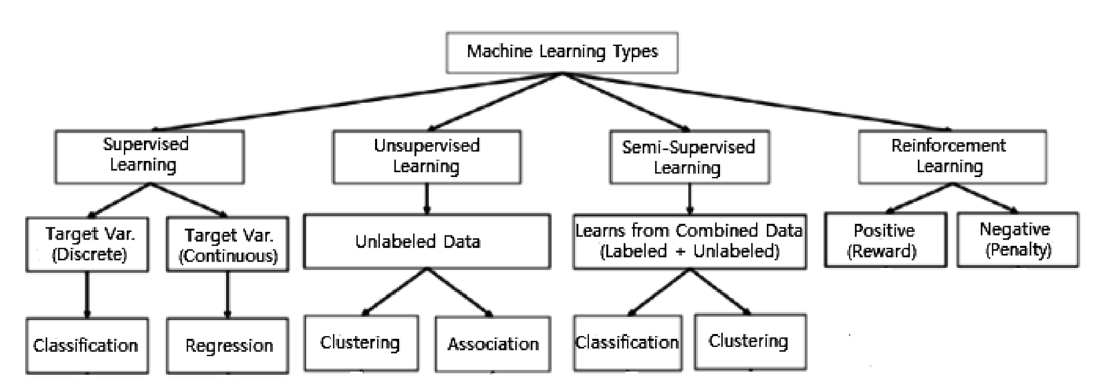 Machine Learning Types
Supervised
Learning
Unsupervised
Learning
Semi-Supervised
Learning
Reinforcement
Learning
Target Var.
(Discrete)
Target Var.
(Continuous)
Unlabeled Data
Learns from Combined Data
(Labeled + Unlabeled)
Positive
(Reward)
Negative
(Penalty)
Classification
Regression
Clustering
Association
Classification
Clustering